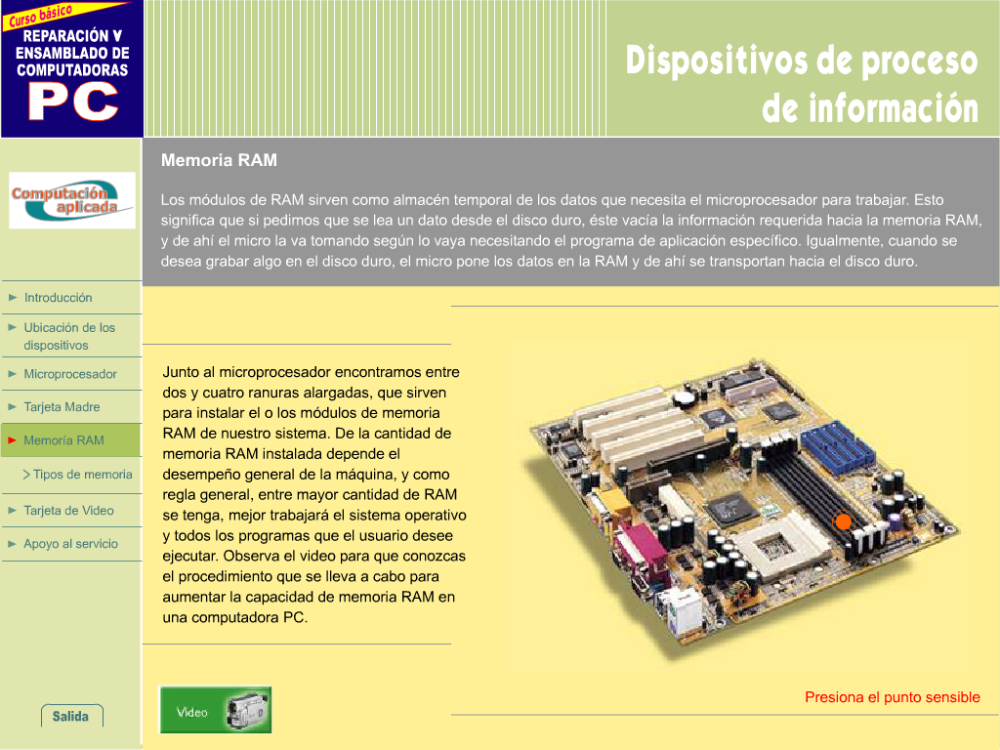 Curso básico
REPARACIÓN Y
ENSAMBLADO DE
COMPUTADORAS
PC
Dispositivos de proceso
de información
Computación
aplicada
Memoria RAM
Los módulos de RAM sirven como almacén temporal de los datos que necesita el microprocesador para trabajar. Esto
significa que si pedimos que se lea un dato desde el disco duro, éste vacía la información requerida hacia la memoria RAM,
y de ahí el micro la va tomando según lo vaya necesitando el programa de aplicación específico. Igualmente, cuando se
desea grabar algo en el disco duro, el micro pone los datos en la RAM y de ahí se transportan hacia el disco duro.
Introducción
Ubicación de los
dispositivos
Microprocesador
Tarjeta Madre
Memoría RAM
> Tipos de memoria
Tarjeta de Video
Apoyo al servicio
Salida
Junto al microprocesador encontramos entre
dos y cuatro ranuras alargadas, que sirven
para instalar el o los módulos de memoria
RAM de nuestro sistema. De la cantidad de
memoria RAM instalada depende el
desempeño general de la máquina, y como
regla general, entre mayor cantidad de RAM
se tenga, mejor trabajará el sistema operativo
y todos los programas que el usuario desee
ejecutar. Observa el video para que conozcas
el procedimiento que se lleva a cabo para
aumentar la capacidad de memoria RAM en
una computadora PC.
Video
Presiona el punto sensible